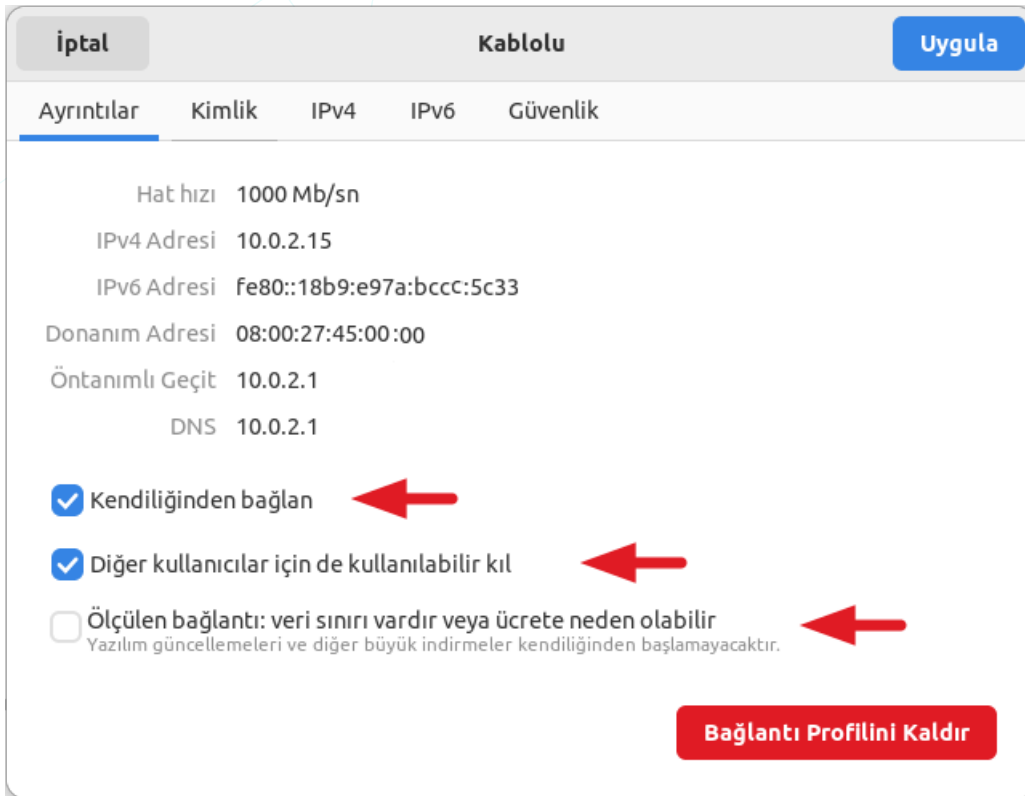 İptal Kablolu Uygula
Ayrıntılar Kimlik IPv4 IPv6 Güvenlik
Hat hızı 1000 Mb/sn
IPv4 Adresi 10.0.2.15
IPv6 Adresi fe80::18b9:e97a:bccc:5c33
Donanım Adresi 08:00:27:45:00:00
Öntanımlı Geçit 10.0.2.1
DNS 10.0.2.1
Kendiliğinden bağlan
Diğer kullanıcılar için de kullanılabilir kıl
Ölçülen bağlantı: veri sınırı vardır veya ücrete neden olabilir
Yazılım güncellemeleri ve diğer büyük indirmeler kendiliğinden başlamayacaktır.
Bağlantı Profilini Kaldır